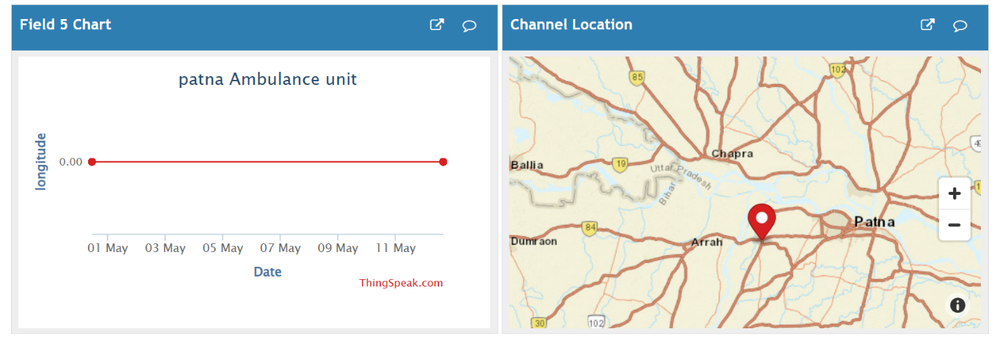 Field 5 Chart
patna Ambulance unit
longitude
0.00
01 May 03 May 05 May 07 May 09 May 11 May
Date
ThingSpeak.com
Channel Location
102
85
Chapra
Ballia
19
Uttar Pradesh
Bihar
+
−
Patna
84
Dumraon
Arrah
30
102
i